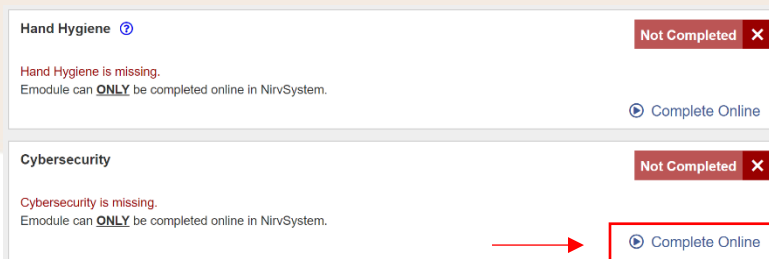 Hand Hygiene ?
Not Completed X
Hand Hygiene is missing.
Emodule can ONLY be completed online in NirvSystem.
Complete Online
Cybersecurity
Not Completed X
Cybersecurity is missing.
Emodule can ONLY be completed online in NirvSystem.
Complete Online